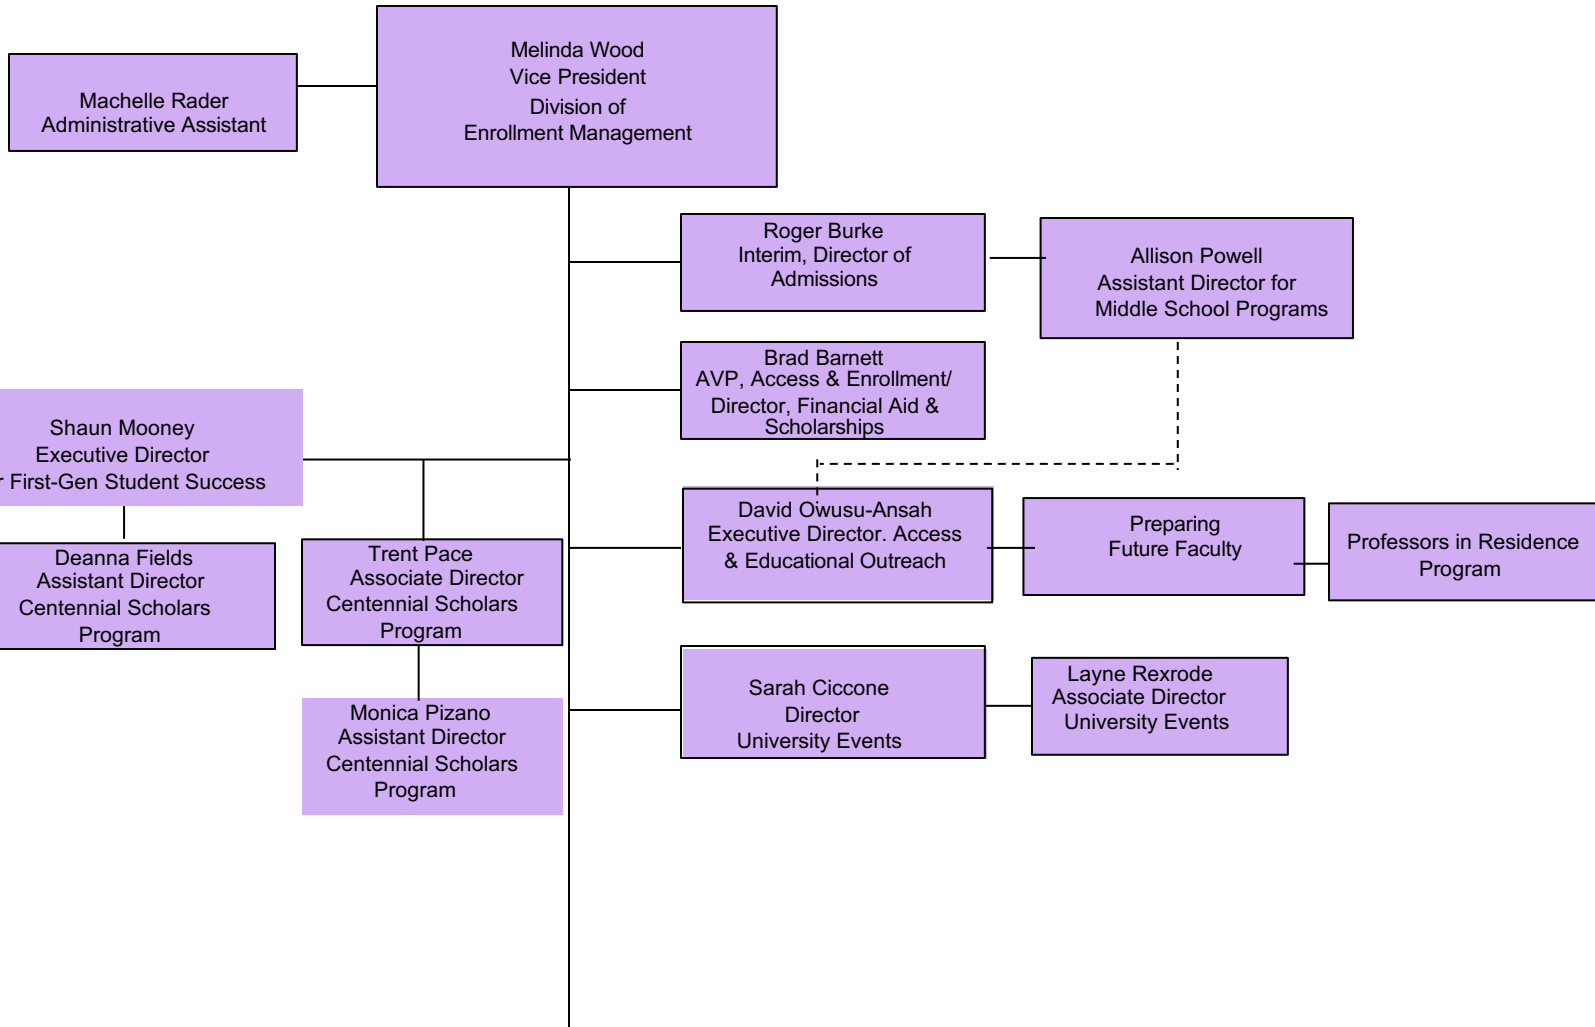 Melinda Wood
Vice President
Division of
Enrollment Management
Machelle Rader
Administrative Assistant
Roger Burke
Interim, Director of
Admissions
Allison Powell
Assistant Director for
Middle School Programs
Brad Barnett
AVP, Access & Enrollment/
Director, Financial Aid &
Scholarships
Shaun Mooney
Executive Director
First-Gen Student Success
David Owusu-Ansah
Executive Director. Access
& Educational Outreach
Preparing
Future Faculty
Professors in Residence
Program
Deanna Fields
Assistant Director
Centennial Scholars
Program
Trent Pace
Associate Director
Centennial Scholars
Program
Sarah Ciccone
Director
University Events
Layne Rexrode
Associate Director
University Events
Monica Pizano
Assistant Director
Centennial Scholars
Program